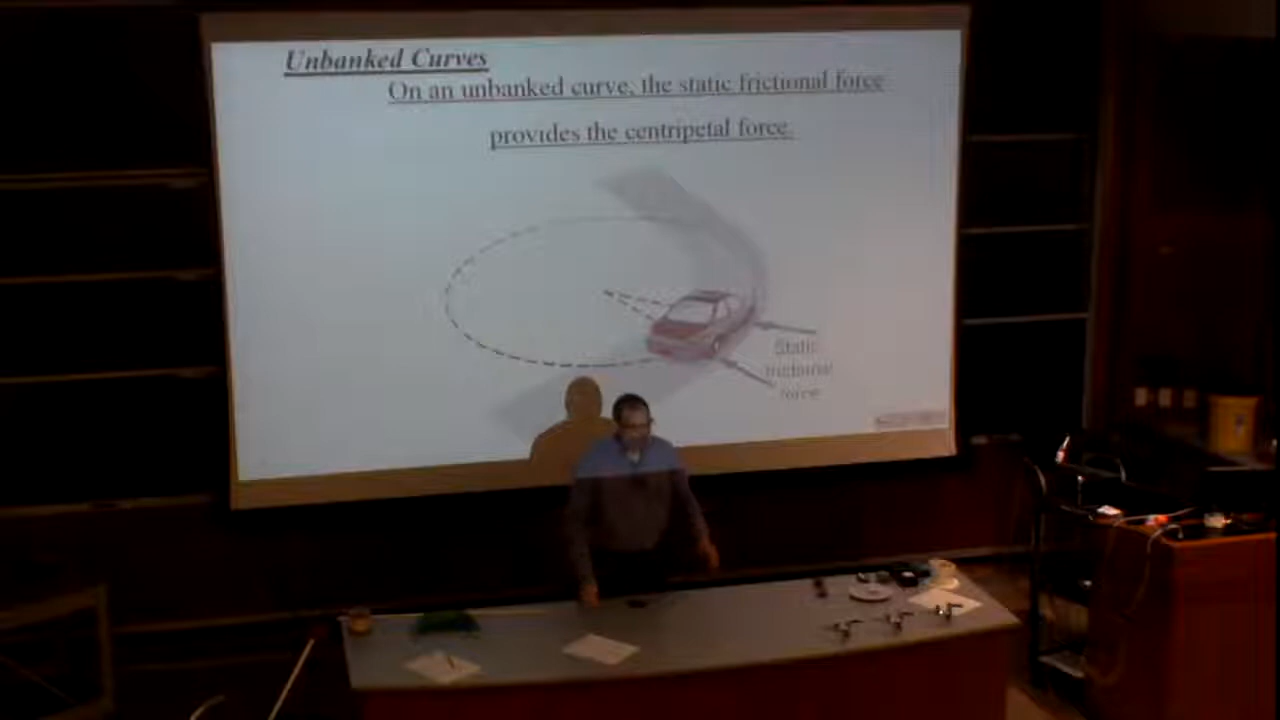 Unbanked Curves
On an unbanked curve, the static frictional force
provides the centripetal force.
Static
frictional
force